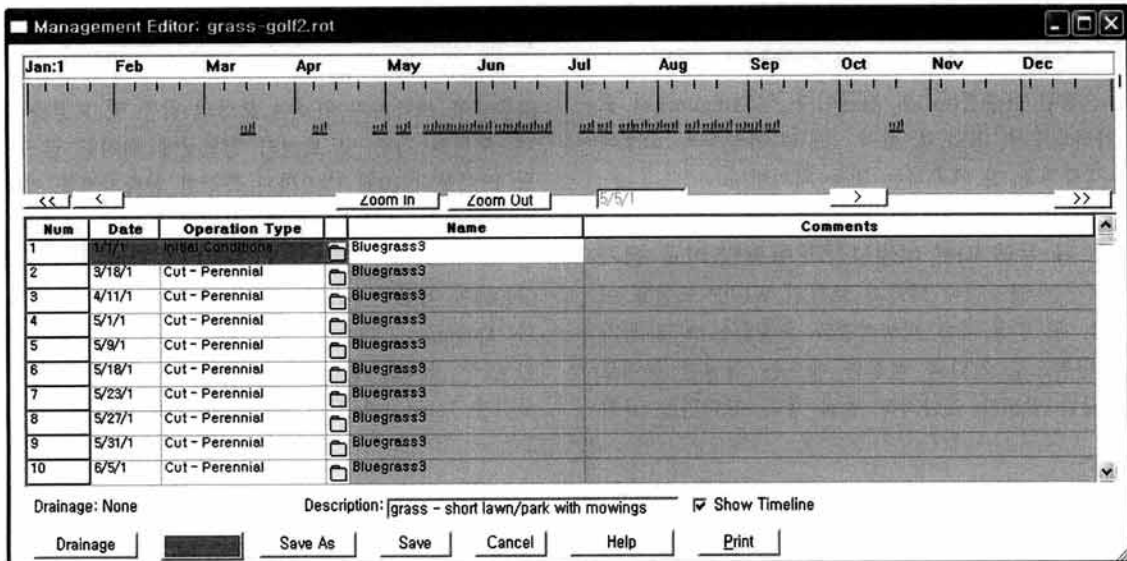 Management Editor: grass-golf2.rot
Jan:1 Feb Mar Apr May Jun Jul Aug Sep Oct Nov Dec
<< < Zoom In Zoom Out 5/5/1 > >>
Num Date Operation Type Name Comments
1 1/1/1 Initial Conditions Bluegrass3
2 3/18/1 Cut - Perennial Bluegrass3
3 4/11/1 Cut - Perennial Bluegrass3
4 5/1/1 Cut - Perennial Bluegrass3
5 5/9/1 Cut - Perennial Bluegrass3
6 5/18/1 Cut - Perennial Bluegrass3
7 5/23/1 Cut - Perennial Bluegrass3
8 5/27/1 Cut - Perennial Bluegrass3
9 5/31/1 Cut - Perennial Bluegrass3
10 6/5/1 Cut - Perennial Bluegrass3
Drainage: None Description: grass - short lawn/park with mowings Show Timeline
Drainage Save As Save Cancel Help Print